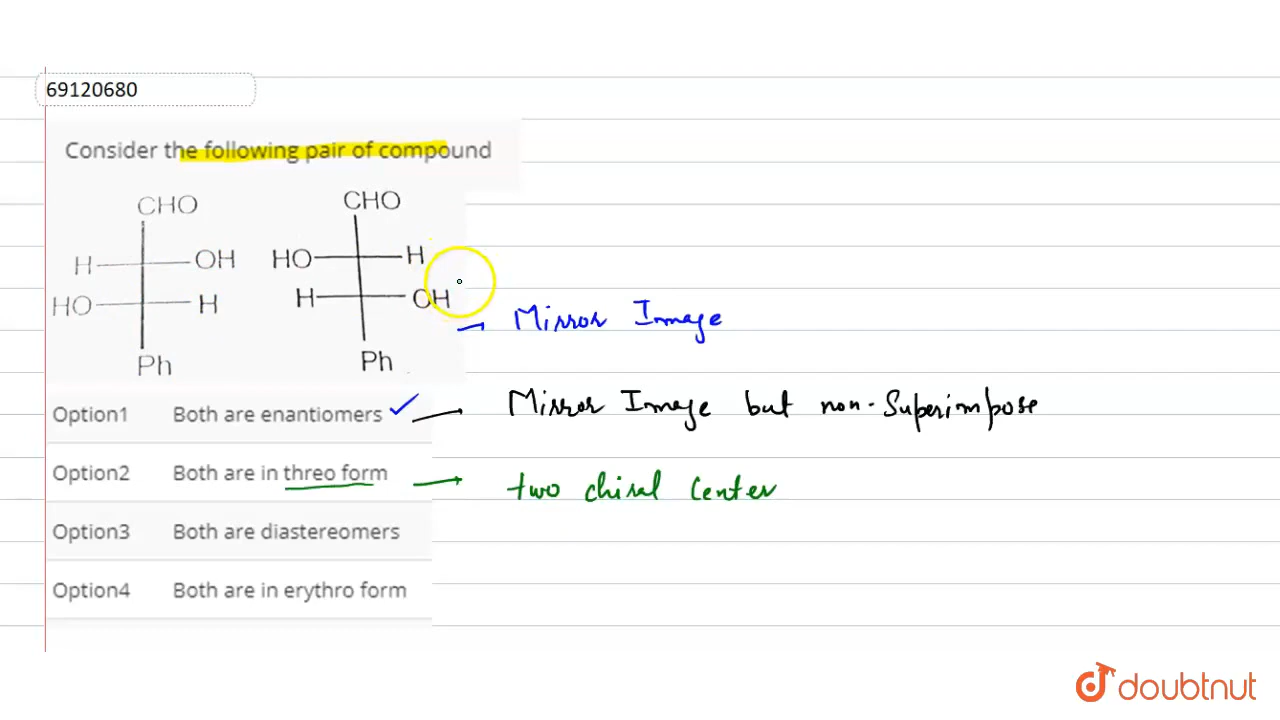 69120680
Consider the following pair of compound
CHO CHO
H OH HO H
HO H H OH
Ph Ph
Mirror Image
Option1 Both are enantiomers Mirror Image but non-Superimpose
Option2 Both are in threo form two chiral center
Option3 Both are diastereomers
Option4 Both are in erythro form
doubtnut